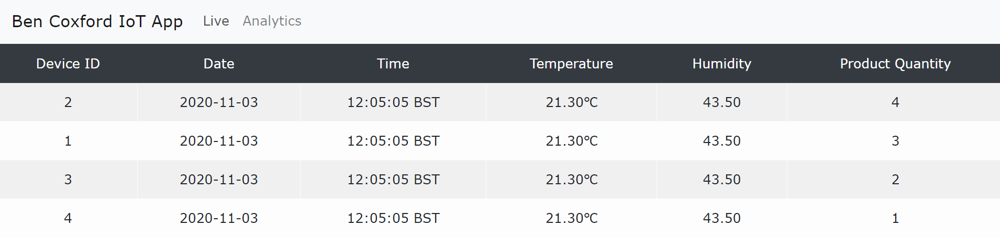 Ben Coxford IoT App Live Analytics
Device ID Date Time Temperature Humidity Product Quantity
2 2020-11-03 12:05:05 BST 21.30℃ 43.50 4
1 2020-11-03 12:05:05 BST 21.30℃ 43.50 3
3 2020-11-03 12:05:05 BST 21.30℃ 43.50 2
4 2020-11-03 12:05:05 BST 21.30℃ 43.50 1